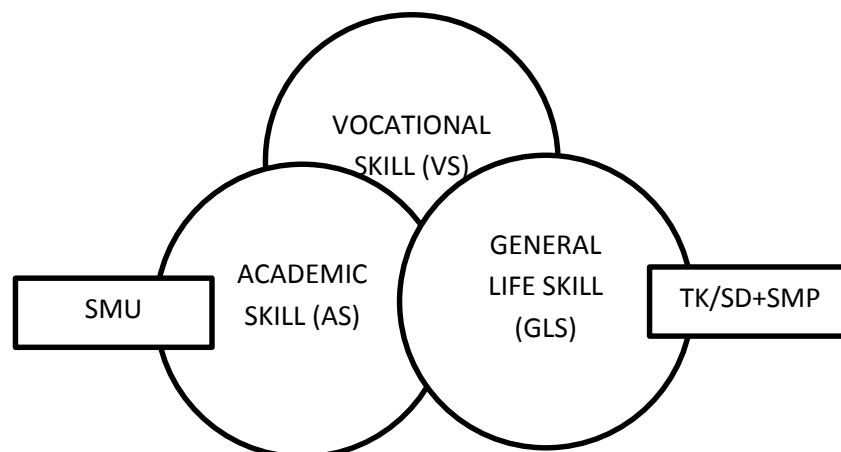 VOCATIONAL
SKILL (VS)
ACADEMIC
SKILL (AS)
GENERAL
LIFE SKILL
(GLS)
SMU
TK/SD+SMP